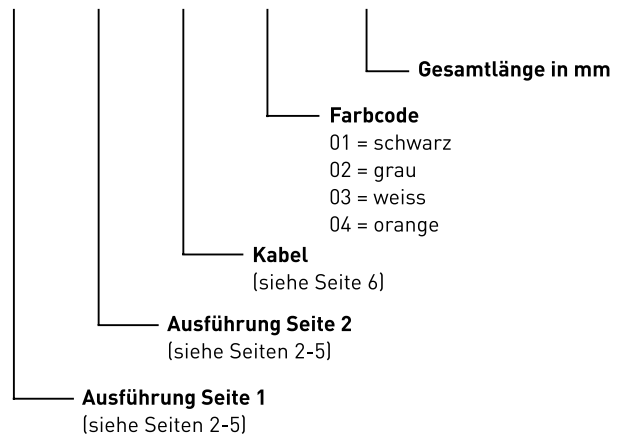 Gesamtlänge in mm
Farbcode
01 = schwarz
02 = grau
03 = weiss
04 = orange
Kabel
(siehe Seite 6)
Ausführung Seite 2
(siehe Seiten 2-5)
Ausführung Seite 1
(siehe Seiten 2-5)